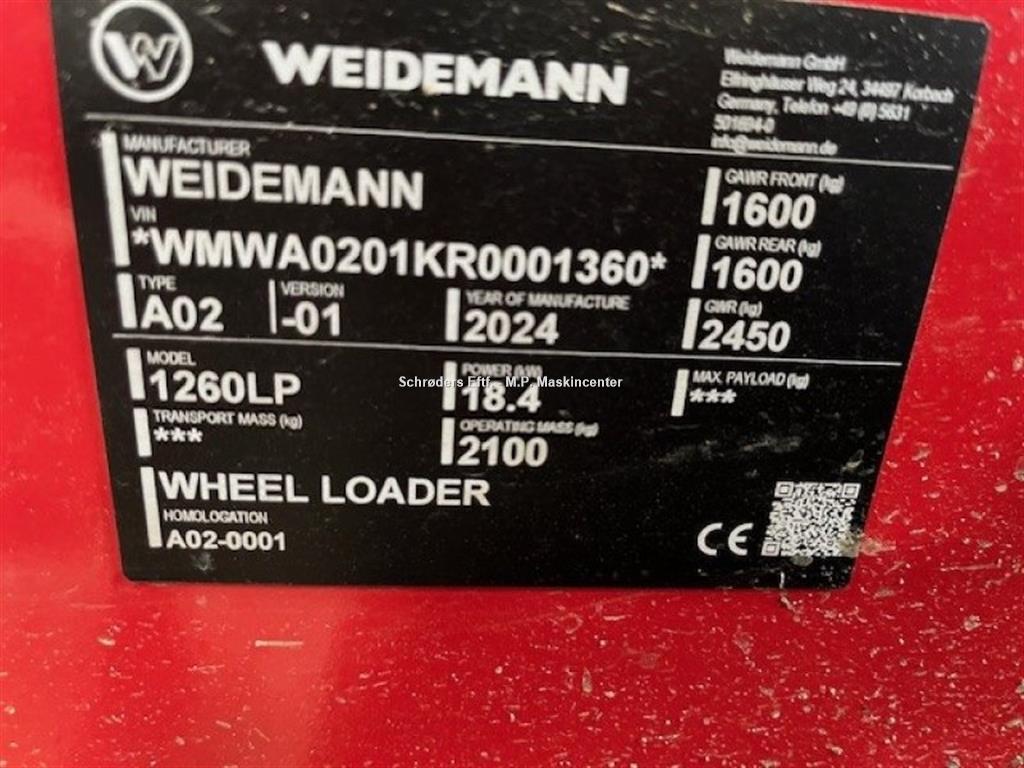 W WEIDEMANN
Weidemann GmbH
Elfringhäuser Weg 24, 34497 Korbach
Germany, Telefon +49 (0) 5631
501694-0
info@weidemann.de
MANUFACTURER
WEIDEMANN
VIN
*WMWA0201KR0001360*
GAWR FRONT (kg)
1600
GAWR REAR (kg)
1600
TYPE
A02
VERSION
-01
YEAR OF MANUFACTURE
2024
GWR (kg)
2450
MODEL
1260LP
POWER (kW)
18.4
MAX. PAYLOAD (kg)
***
Schrøders Eftf. - M.P. Maskincenter
TRANSPORT MASS (kg)
***
OPERATING MASS (kg)
2100
WHEEL LOADER
HOMOLOGATION
A02-0001
CE